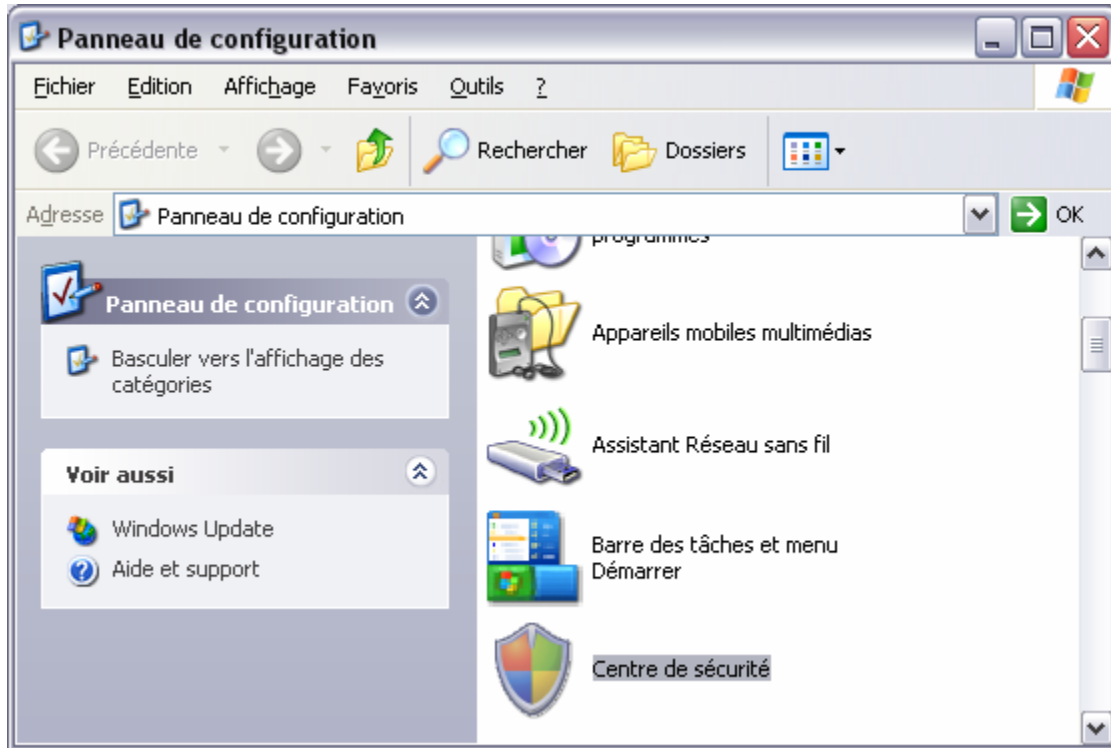 Panneau de configuration
Fichier Edition Affichage Favoris Outils ?
Précédente Rechercher Dossiers
Adresse Panneau de configuration OK
Panneau de configuration
Basculer vers l'affichage des
catégories
Voir aussi
Windows Update
Aide et support
programmes
Appareils mobiles multimédias
Assistant Réseau sans fil
Barre des tâches et menu
Démarrer
Centre de sécurité